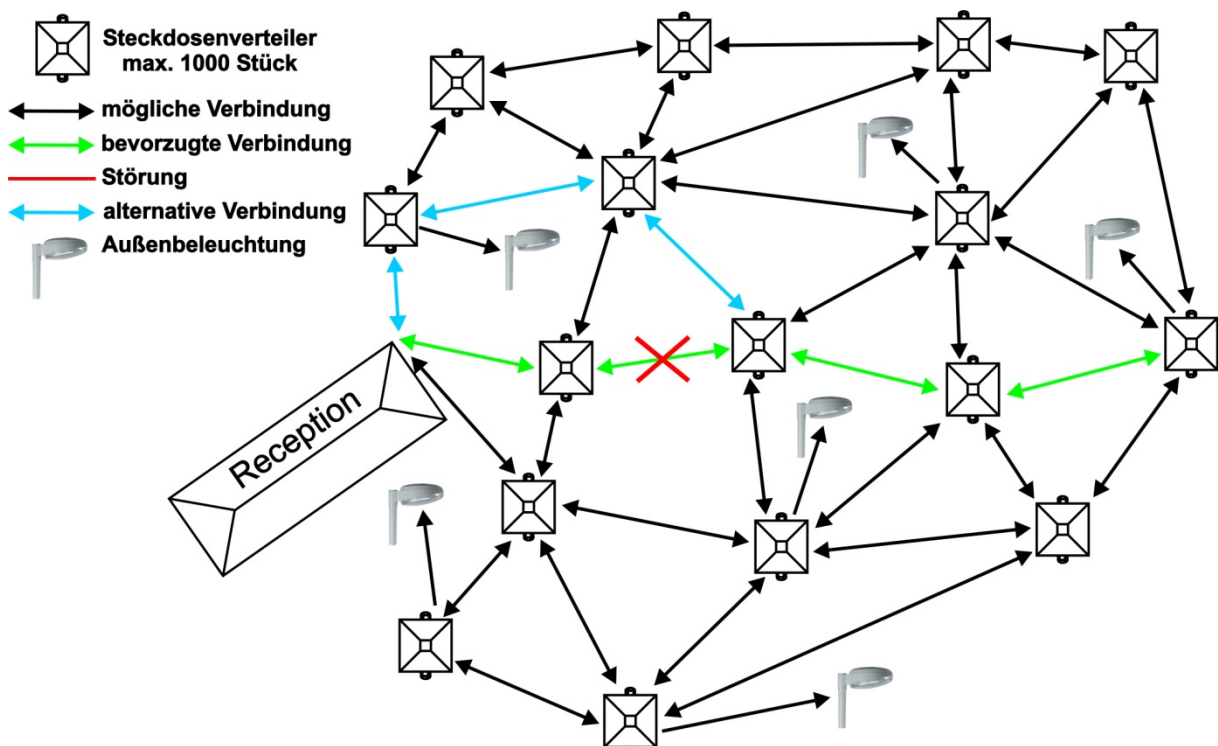 Steckdosenverteiler
max. 1000 Stück
mögliche Verbindung
bevorzugte Verbindung
Störung
alternative Verbindung
Außenbeleuchtung
Reception